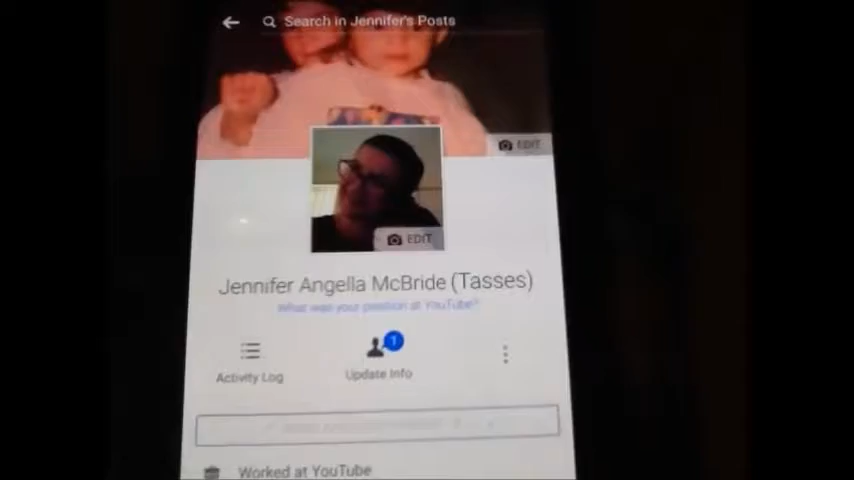 Search in Jennifer's Posts
EDIT
EDIT
Jennifer Angella McBride (Tasses)
What was your position at YouTube?
1
Activity Log
Update Info
Worked at YouTube